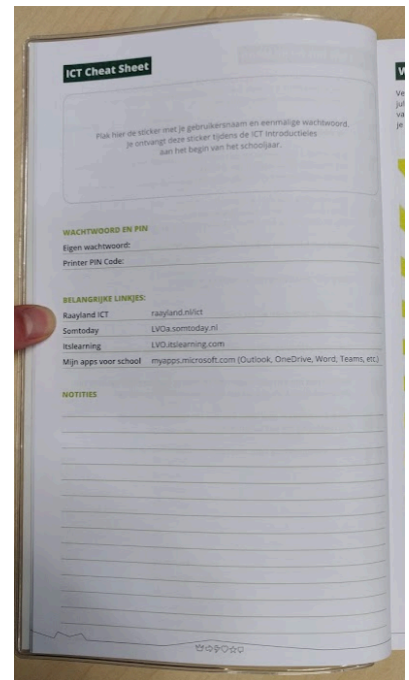 ICT Cheat Sheet
Plak hier de sticker met je gebruikersnaam en eenmalige wachtwoord.
Je ontvangt deze sticker tijdens de ICT Introductieles
aan het begin van het schooljaar.
WACHTWOORD EN PIN
Eigen wachtwoord:
Printer PIN Code:
BELANGRIJKE LINKJES:
Raayland ICT raayland.nl/ict
Somtoday LVOa.somtoday.nl
Itslearning LVO.itslearning.com
Mijn apps voor school myapps.microsoft.com (Outlook, OneDrive, Word, Teams, etc)
NOTITIES